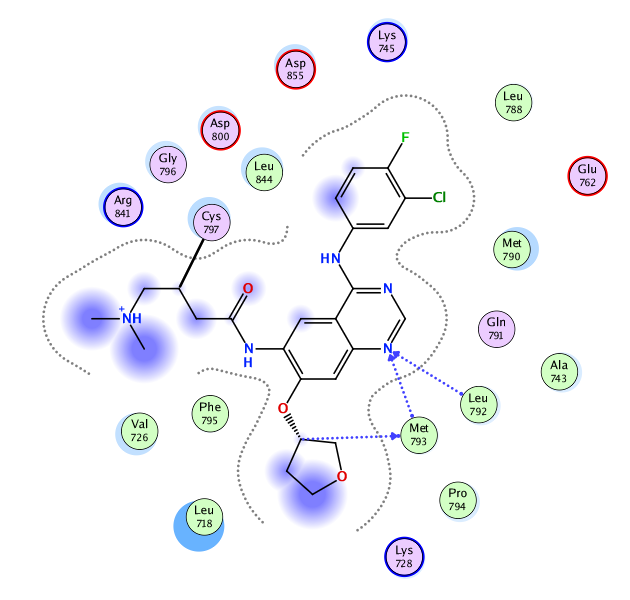 Lys
745
Asp
855
Leu
788
Asp
800
F
Gly
796
Leu
844
Glu
762
Cl
Arg
841
Cys
797
Met
790
HN
O
N
+
NH
Gln
791
N
H
N
Ala
743
Leu
792
O
Phe
795
Val
726
Met
793
O
Pro
794
Leu
718
Lys
728